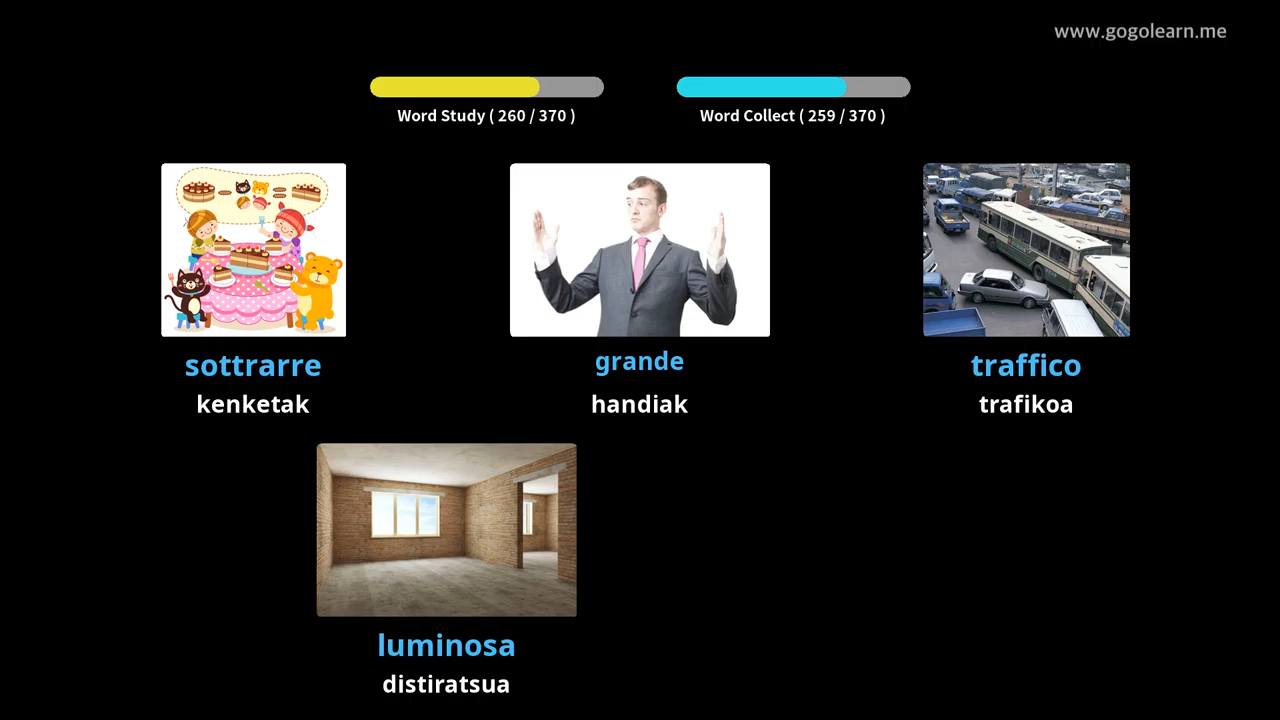 www.gogolearn.me
Word Study ( 260 / 370 )
Word Collect ( 259 / 370 )
sottrarre
kenketak
grande
handiak
traffico
trafikoa
luminosa
distiratsua